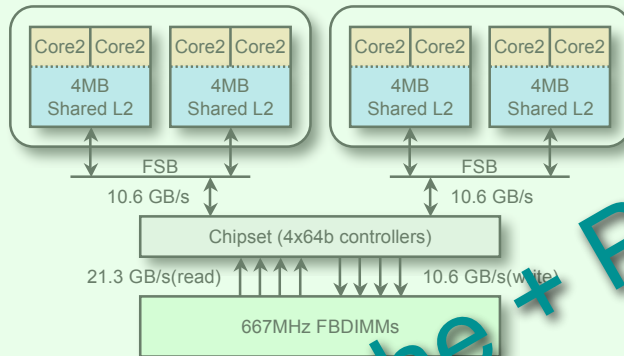 Core2 Core2 Core2 Core2 Core2 Core2 Core2 Core2
4MB 4MB 4MB 4MB
Shared L2 Shared L2 Shared L2 Shared L2
FSB FSB
10.6 GB/s 10.6 GB/s
Chipset (4x64b controllers)
21.3 GB/s(read) 10.6 GB/s(write)
667MHz FBDIMMs
he + P